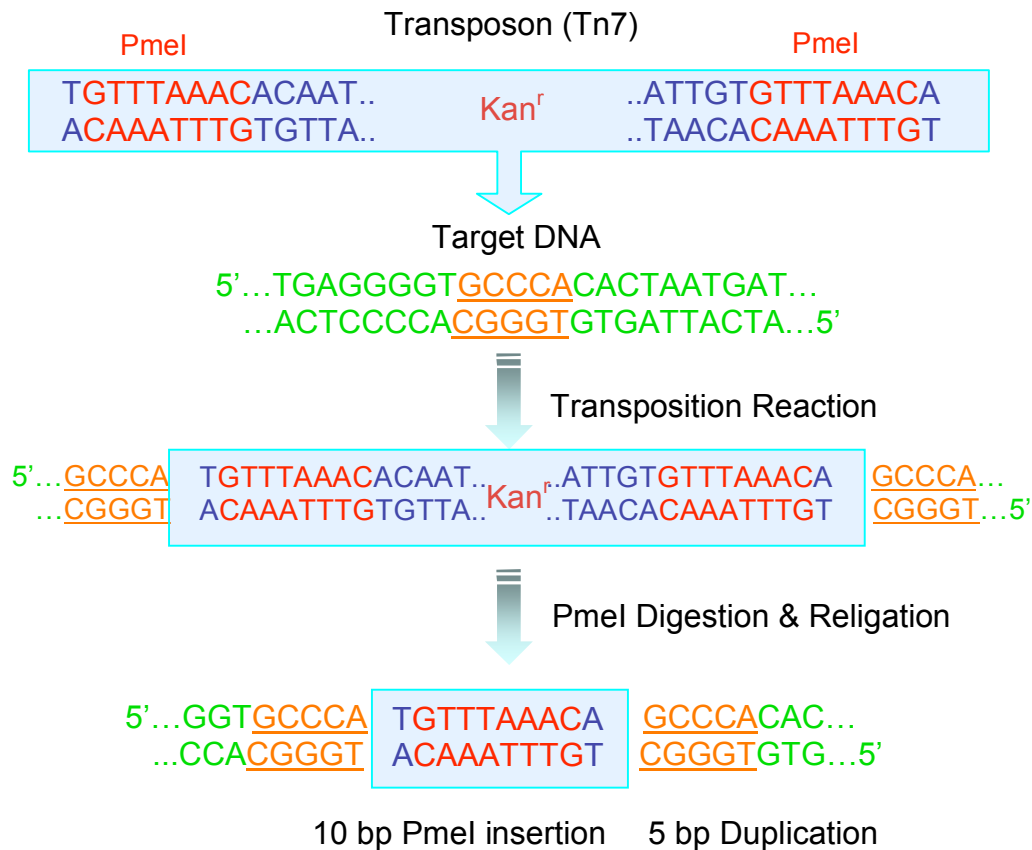 Transposon (Tn7)
PmeI PmeI
TGTTTAAACACAAT.. Kanʳ ..ATTGTGTTTAAACA
ACAAATTTGTGTTA.. ..TAACACAAATTTGT
Target DNA
5’…TGAGGGGTGCCCACACTAATGAT…
…ACTCCCCACGGGTGTGATTACTA…5’
Transposition Reaction
5’…GCCCA TGTTTAAACACAAT.. Kanʳ ..ATTGTGTTTAAACA GCCCA…
…CGGGT ACAAATTTGTGTTA.. ..TAACACAAATTTGT CGGGT…5’
PmeI Digestion & Religation
5’…GGTGCCCA TGTTTAAACA GCCCACAC…
...CCACGGGT ACAAATTTGT CGGGTGTG…5’
10 bp PmeI insertion 5 bp Duplication